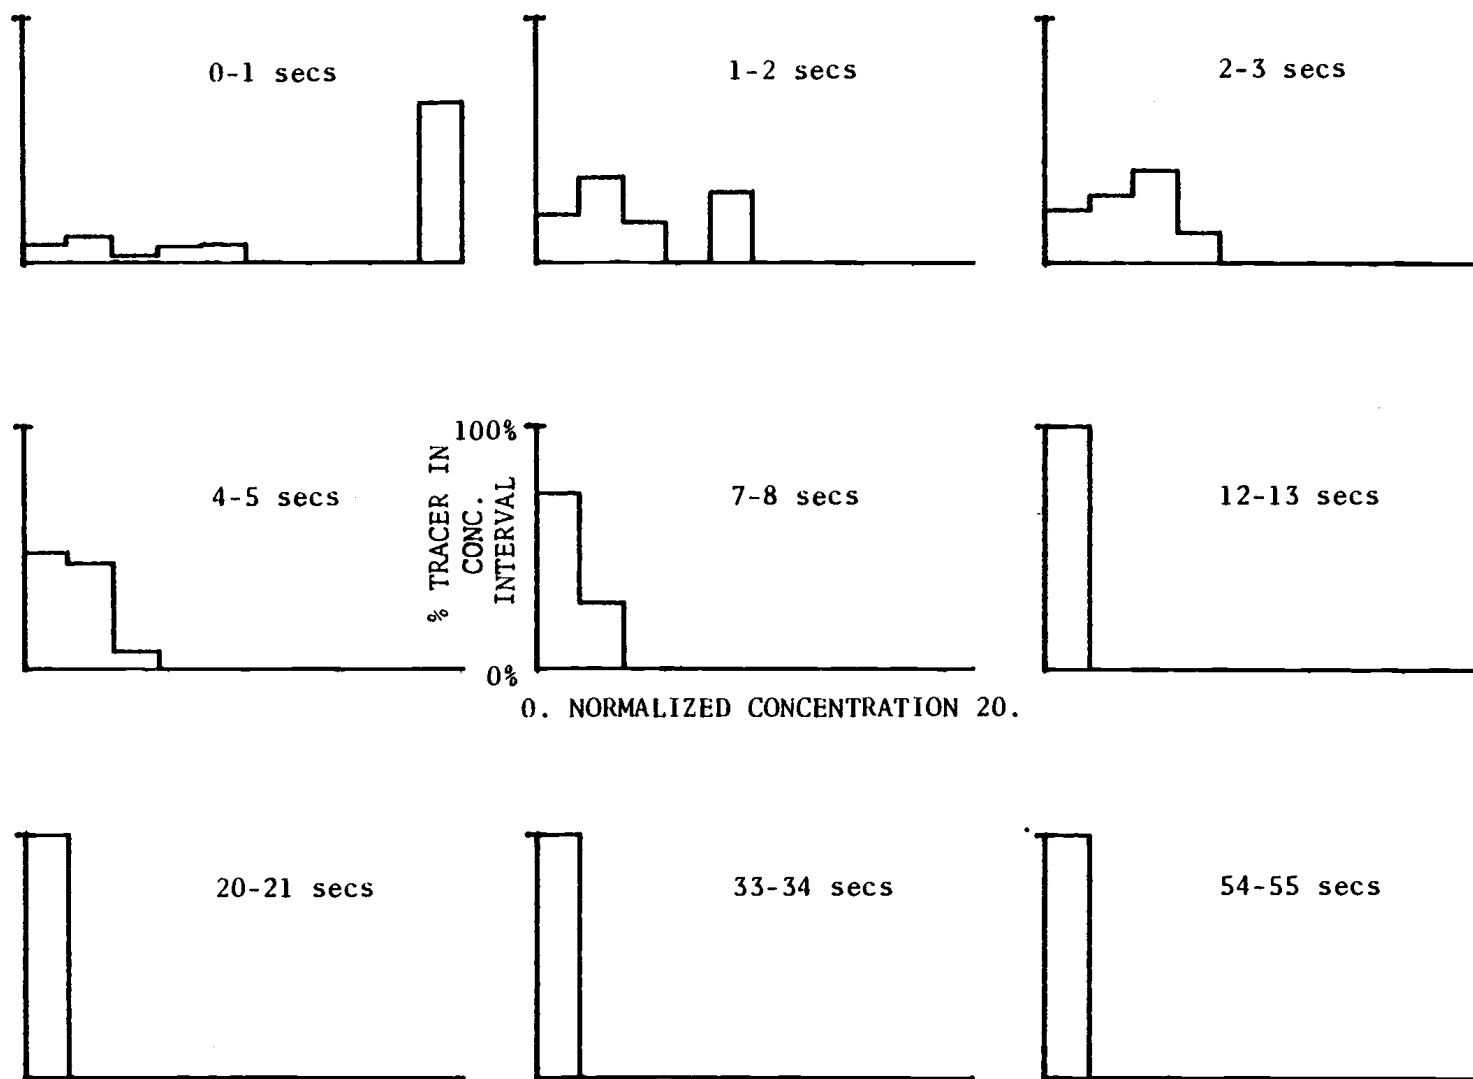 0-1 secs
1-2 secs
2-3 secs
4-5 secs
100%
% TRACER IN
CONC.
INTERVAL
0%
7-8 secs
12-13 secs
0. NORMALIZED CONCENTRATION 20.
20-21 secs
33-34 secs
54-55 secs